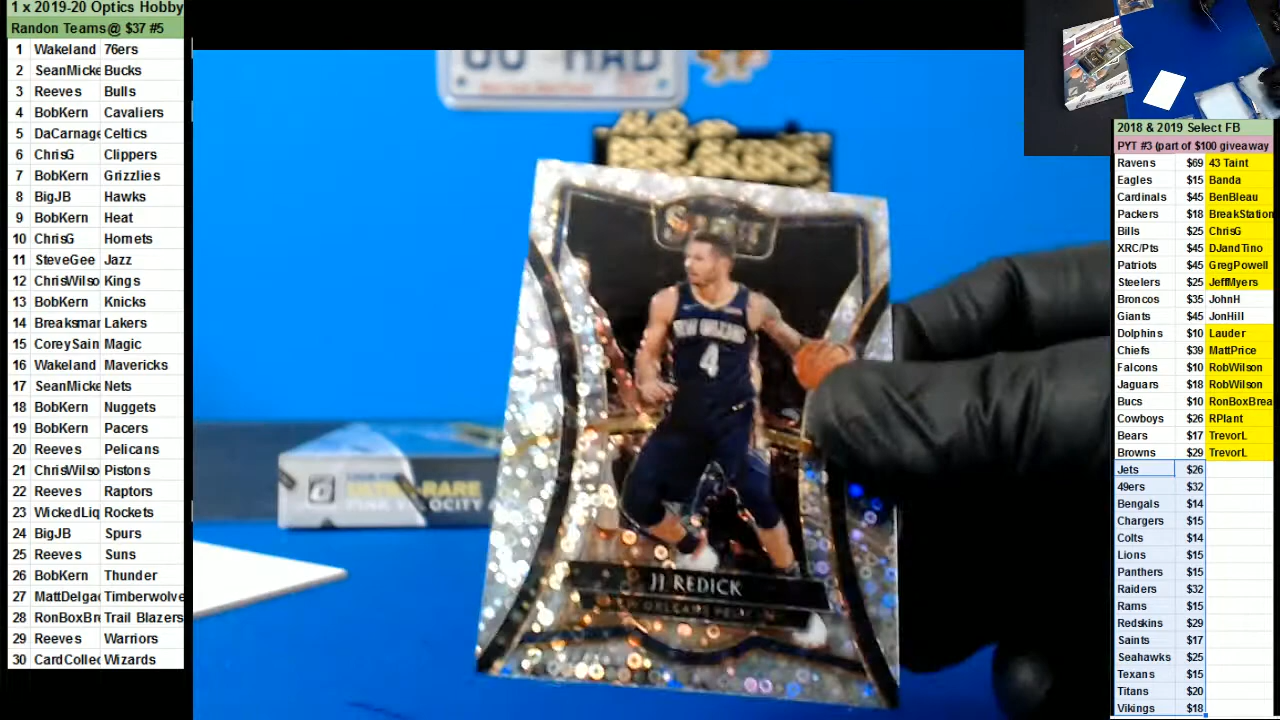 1 x 2019-20 Optics Hobby
Randon Teams@ $37 #5
1 Wakeland 76ers
2 SeanMicke Bucks
3 Reeves Bulls
4 BobKern Cavaliers
5 DaCarnage Celtics
6 ChrisG Clippers
7 BobKern Grizzlies
8 BigJB Hawks
9 BobKern Heat
10 ChrisG Hornets
11 SteveGee Jazz
12 ChrisWilso Kings
13 BobKern Knicks
14 Breaksmar Lakers
15 CoreySain Magic
16 Wakeland Mavericks
17 SeanMicke Nets
18 BobKern Nuggets
19 BobKern Pacers
20 Reeves Pelicans
21 ChrisWilso Pistons
22 Reeves Raptors
23 WickedLiq Rockets
24 BigJB Spurs
25 Reeves Suns
26 BobKern Thunder
27 MattDelgac Timberwolve
28 RonBoxBr Trail Blazers
29 Reeves Warriors
30 CardCollec Wizards
NEW ORLEANS
4
JJ REDICK
2018 & 2019 Select FB
PYT #3 (part of $100 giveaway
Ravens $69 43 Taint
Eagles $15 Banda
Cardinals $45 BenBleau
Packers $18 BreakStation
Bills $25 ChrisG
XRC/Pts $45 DJandTino
Patriots $45 GregPowell
Steelers $25 JeffMyers
Broncos $35 JohnH
Giants $45 JonHill
Dolphins $10 Lauder
Chiefs $39 MattPrice
Falcons $10 RobWilson
Jaguars $18 RobWilson
Bucs $10 RonBoxBrea
Cowboys $26 RPlant
Bears $17 TrevorL
Browns $29 TrevorL
Jets $26
49ers $32
Bengals $14
Chargers $15
Colts $14
Lions $15
Panthers $15
Raiders $32
Rams $15
Redskins $29
Saints $17
Seahawks $25
Texans $15
Titans $20
Vikings $18